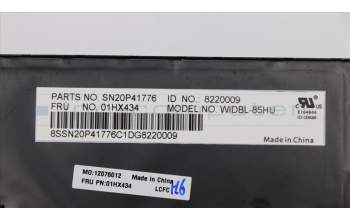 PARTS NO. SN20P41776 ID NO. 8220009
FRU NO. 01HX434 MODEL NO. WIDBL-85HU
8SSN20P41776C1DG8220009
Made in China
MO:12076012
FRU PN:01HX434 LCFC H6
Made in China